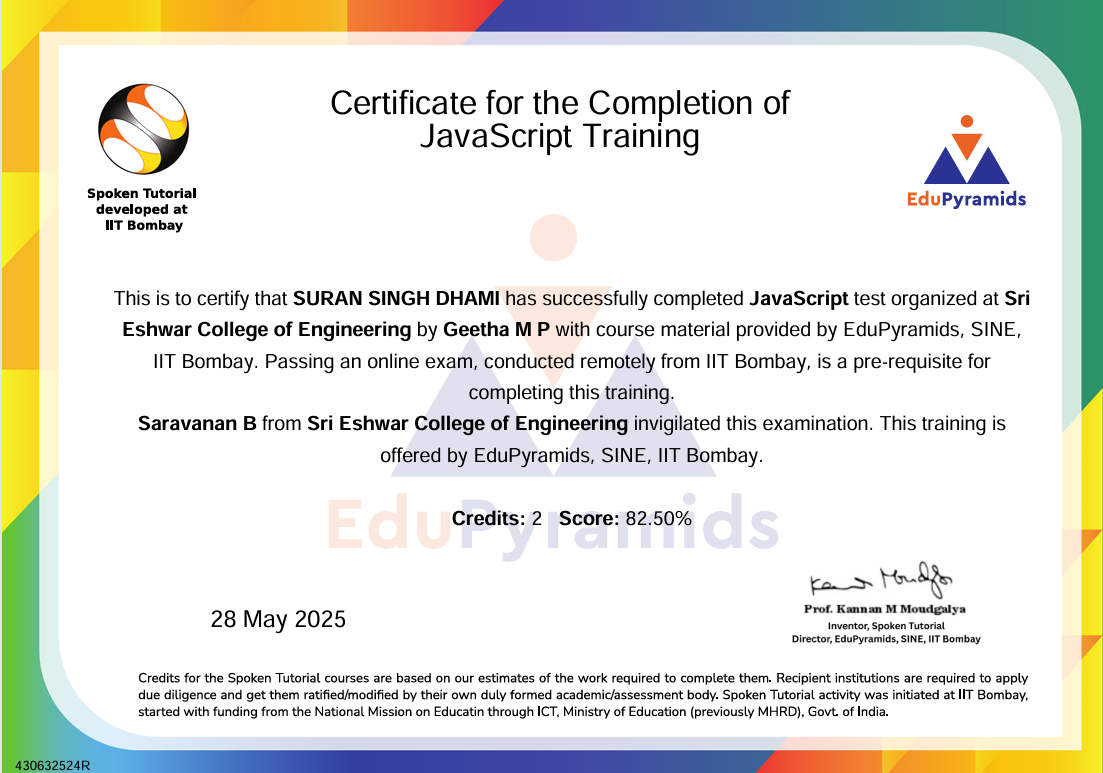 Certificate for the Completion of
JavaScript Training
Spoken Tutorial
developed at
IIT Bombay
EduPyramids
This is to certify that SURAN SINGH DHAMI has successfully completed JavaScript test organized at Sri
Eshwar College of Engineering by Geetha M P with course material provided by EduPyramids, SINE,
IIT Bombay. Passing an online exam, conducted remotely from IIT Bombay, is a pre-requisite for
completing this training.
Saravanan B from Sri Eshwar College of Engineering invigilated this examination. This training is
offered by EduPyramids, SINE, IIT Bombay.
EduPyramids
Credits: 2 Score: 82.50%
28 May 2025
Prof. Kannan M Moudgalya
Inventor, Spoken Tutorial
Director, EduPyramids, SINE, IIT Bombay
Credits for the Spoken Tutorial courses are based on our estimates of the work required to complete them. Recipient institutions are required to apply
due diligence and get them ratified/modified by their own duly formed academic/assessment body. Spoken Tutorial activity was initiated at IIT Bombay,
started with funding from the National Mission on Educatin through ICT, Ministry of Education (previously MHRD), Govt. of India.
430632524R